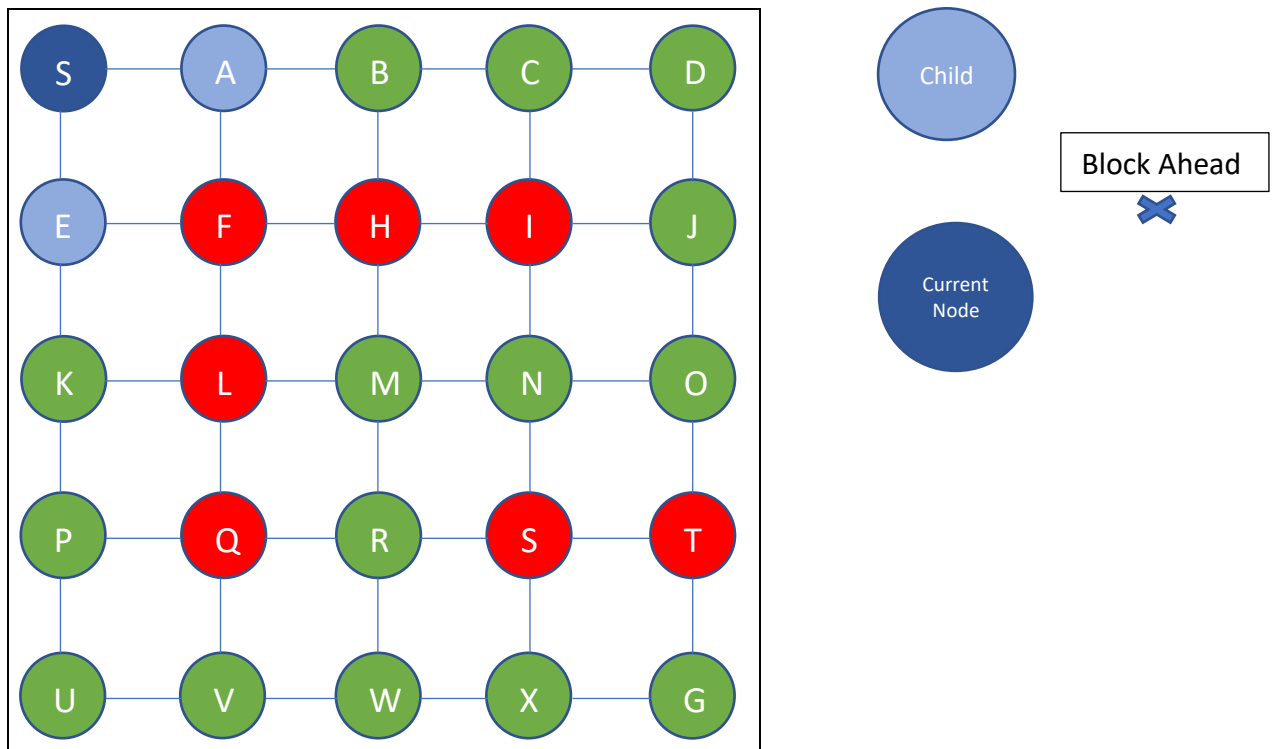 S A B C D
E F H I J
K L M N O
P Q R S T
U V W X G
Child
Block Ahead
Current
Node